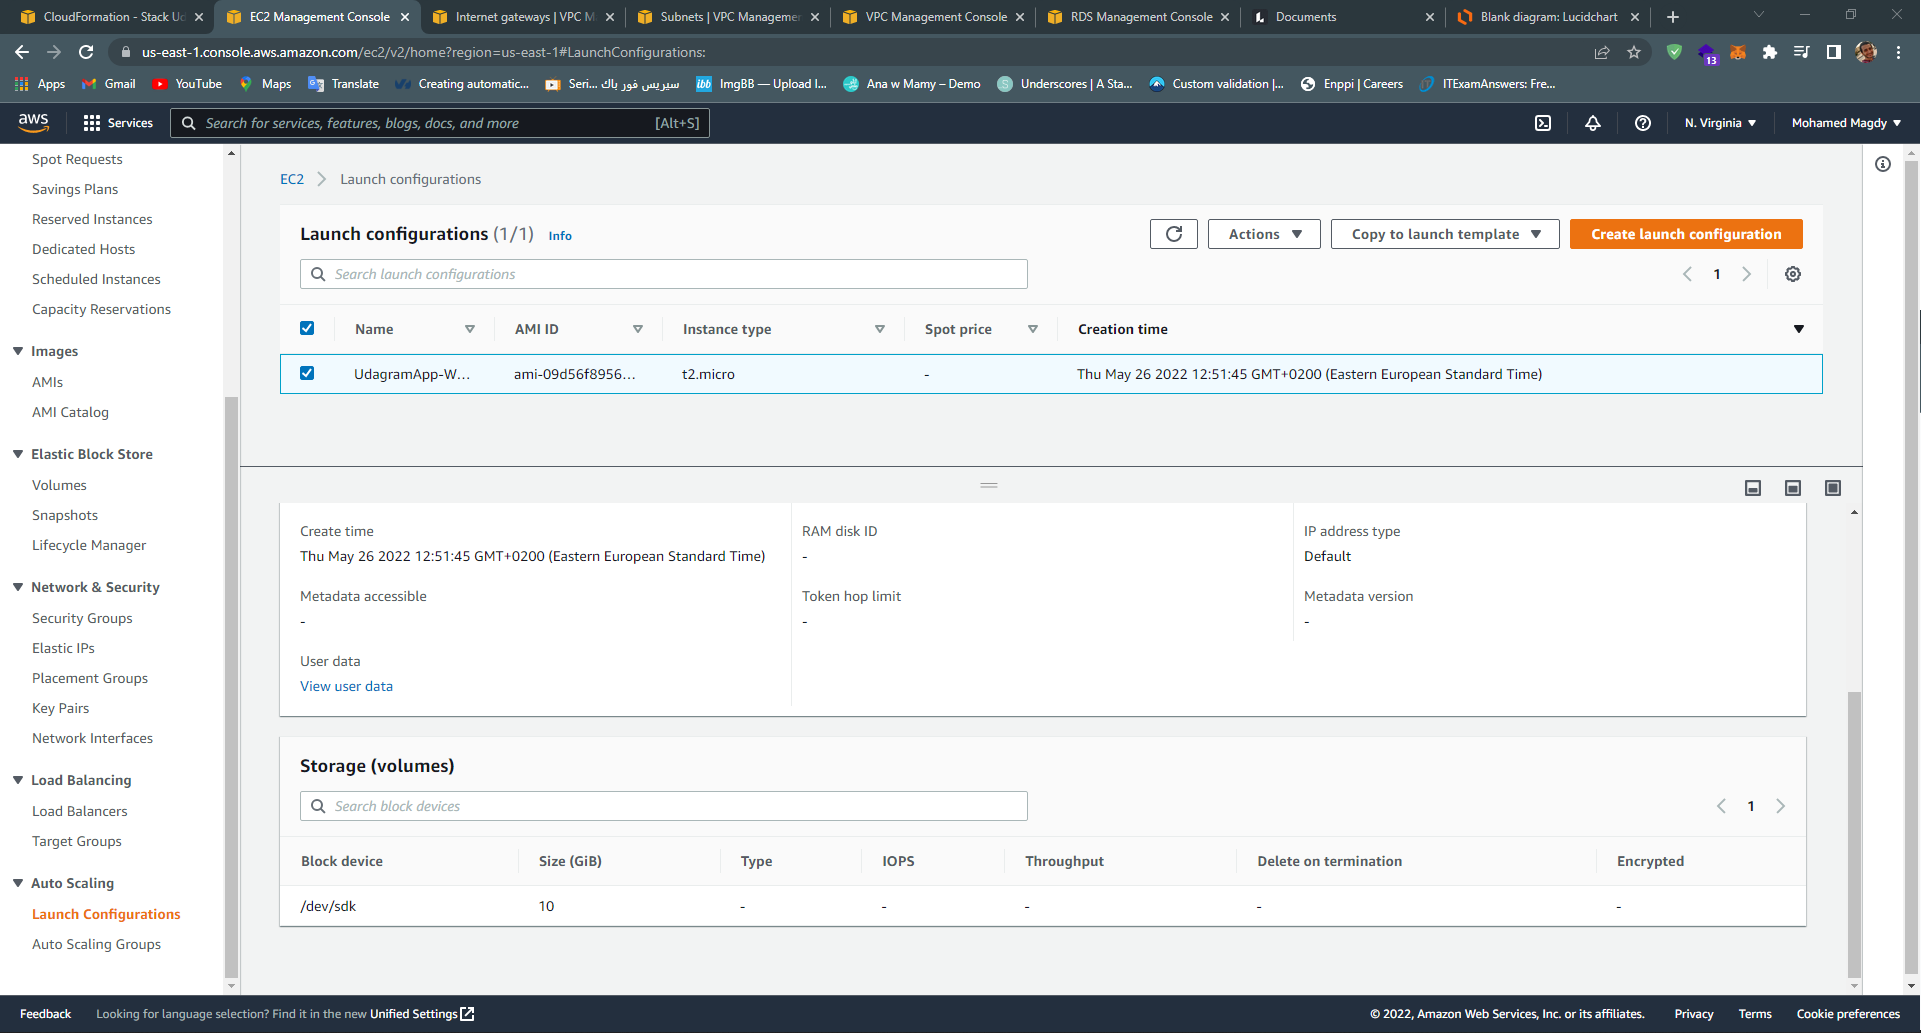 CloudFormation - Stack Ud
EC2 Management Console
Internet gateways | VPC M
Subnets | VPC Managemen
VPC Management Console
RDS Management Console
Documents
Blank diagram: Lucidchart
us-east-1.console.aws.amazon.com/ec2/v2/home?region=us-east-1#LaunchConfigurations:
13
Apps
Gmail
YouTube
Maps
Translate
Creating automatic...
سيريس فور باك ...Seri
ibb ImgBB — Upload I...
Ana w Mamy – Demo
S Underscores | A Sta...
Custom validation |...
Enppi | Careers
ITExamAnswers: Fre...
aws
Services
Search for services, features, blogs, docs, and more [Alt+S]
N. Virginia
Mohamed Magdy
Spot Requests
Savings Plans
Reserved Instances
Dedicated Hosts
Scheduled Instances
Capacity Reservations
Images
AMIs
AMI Catalog
Elastic Block Store
Volumes
Snapshots
Lifecycle Manager
Network & Security
Security Groups
Elastic IPs
Placement Groups
Key Pairs
Network Interfaces
Load Balancing
Load Balancers
Target Groups
Auto Scaling
Launch Configurations
Auto Scaling Groups
EC2 > Launch configurations
Launch configurations (1/1) Info
Actions
Copy to launch template
Create launch configuration
Search launch configurations
1
Name AMI ID Instance type Spot price Creation time
UdagramApp-W... ami-09d56f8956... t2.micro - Thu May 26 2022 12:51:45 GMT+0200 (Eastern European Standard Time)
Create time RAM disk ID IP address type
Thu May 26 2022 12:51:45 GMT+0200 (Eastern European Standard Time) - Default
Metadata accessible Token hop limit Metadata version
- - -
User data
View user data
Storage (volumes)
Search block devices
1
Block device Size (GiB) Type IOPS Throughput Delete on termination Encrypted
/dev/sdk 10 - - - - -
Feedback Looking for language selection? Find it in the new Unified Settings © 2022, Amazon Web Services, Inc. or its affiliates. Privacy Terms Cookie preferences